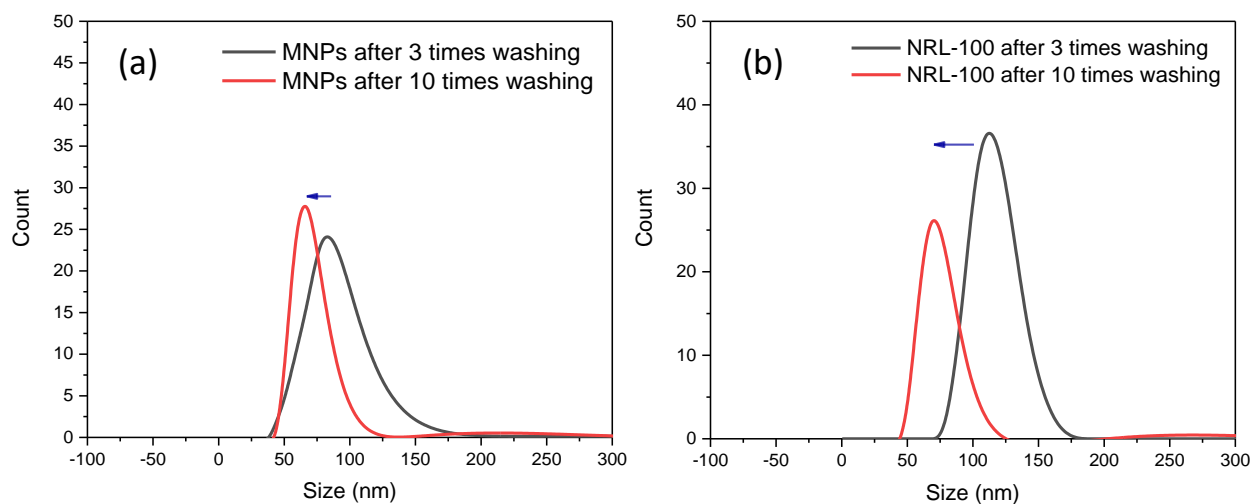 (a)
MNPs after 3 times washing
MNPs after 10 times washing
50
45
40
35
30
25
20
15
10
5
0
Count
-100 -50 0 50 100 150 200 250 300
Size (nm)
(b)
NRL-100 after 3 times washing
NRL-100 after 10 times washing
50
40
30
20
10
0
Count
-100 -50 0 50 100 150 200 250 300
Size (nm)